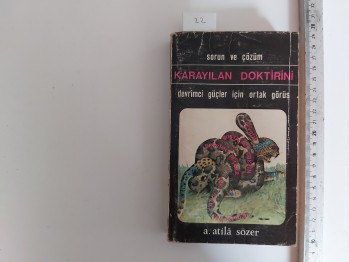 22
sorun ve çözüm
KARAYILAN DOKTİRİNİ
devrimci güçler için ortak görüş
a. atilâ sözer